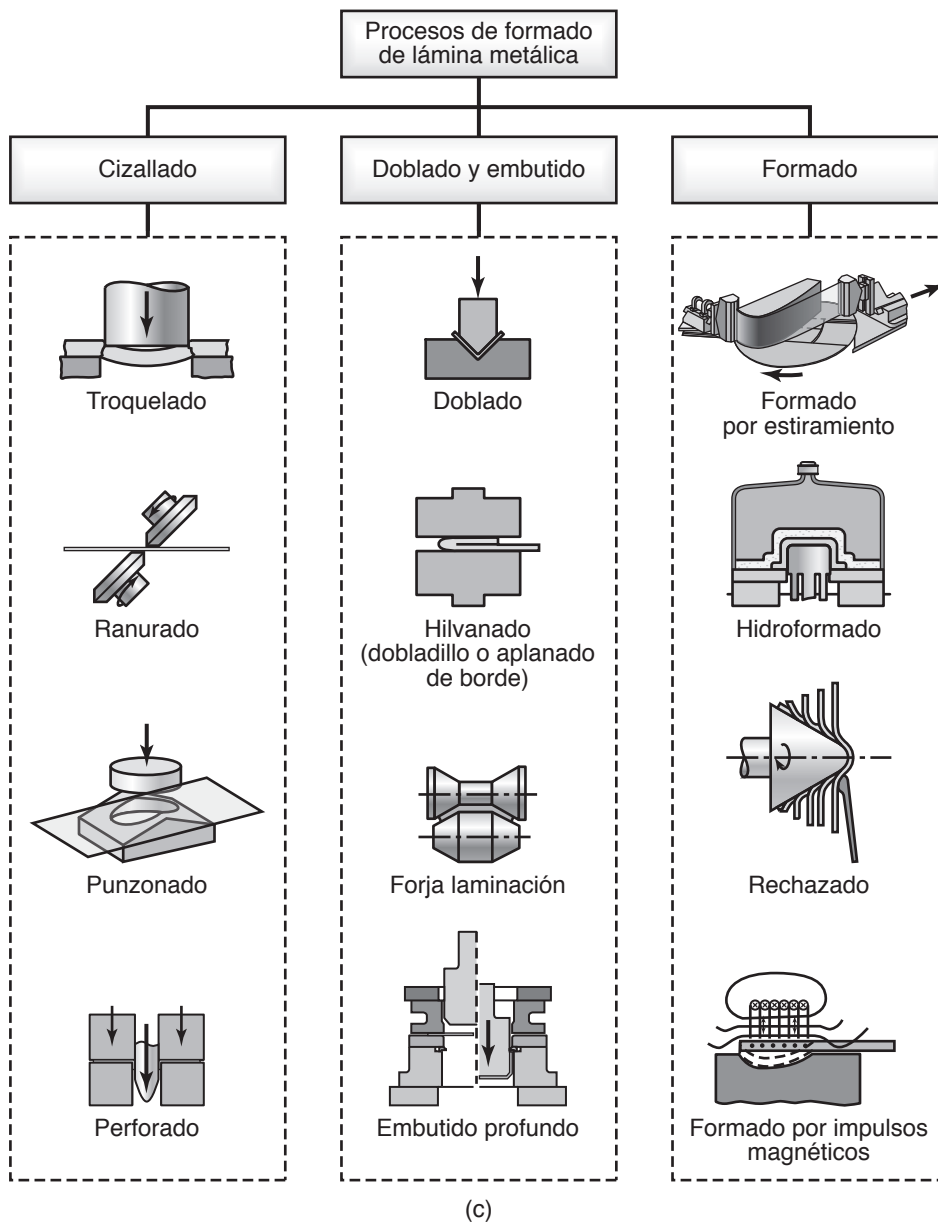 Procesos de formado
de lámina metálica
Cizallado
Doblado y embutido
Formado
Troquelado
Ranurado
Punzonado
Perforado
Doblado
Hilvanado
(dobladillo o aplanado
de borde)
Forja laminación
Embutido profundo
Formado
por estiramiento
Hidroformado
Rechazado
Formado por impulsos
magnéticos
(c)